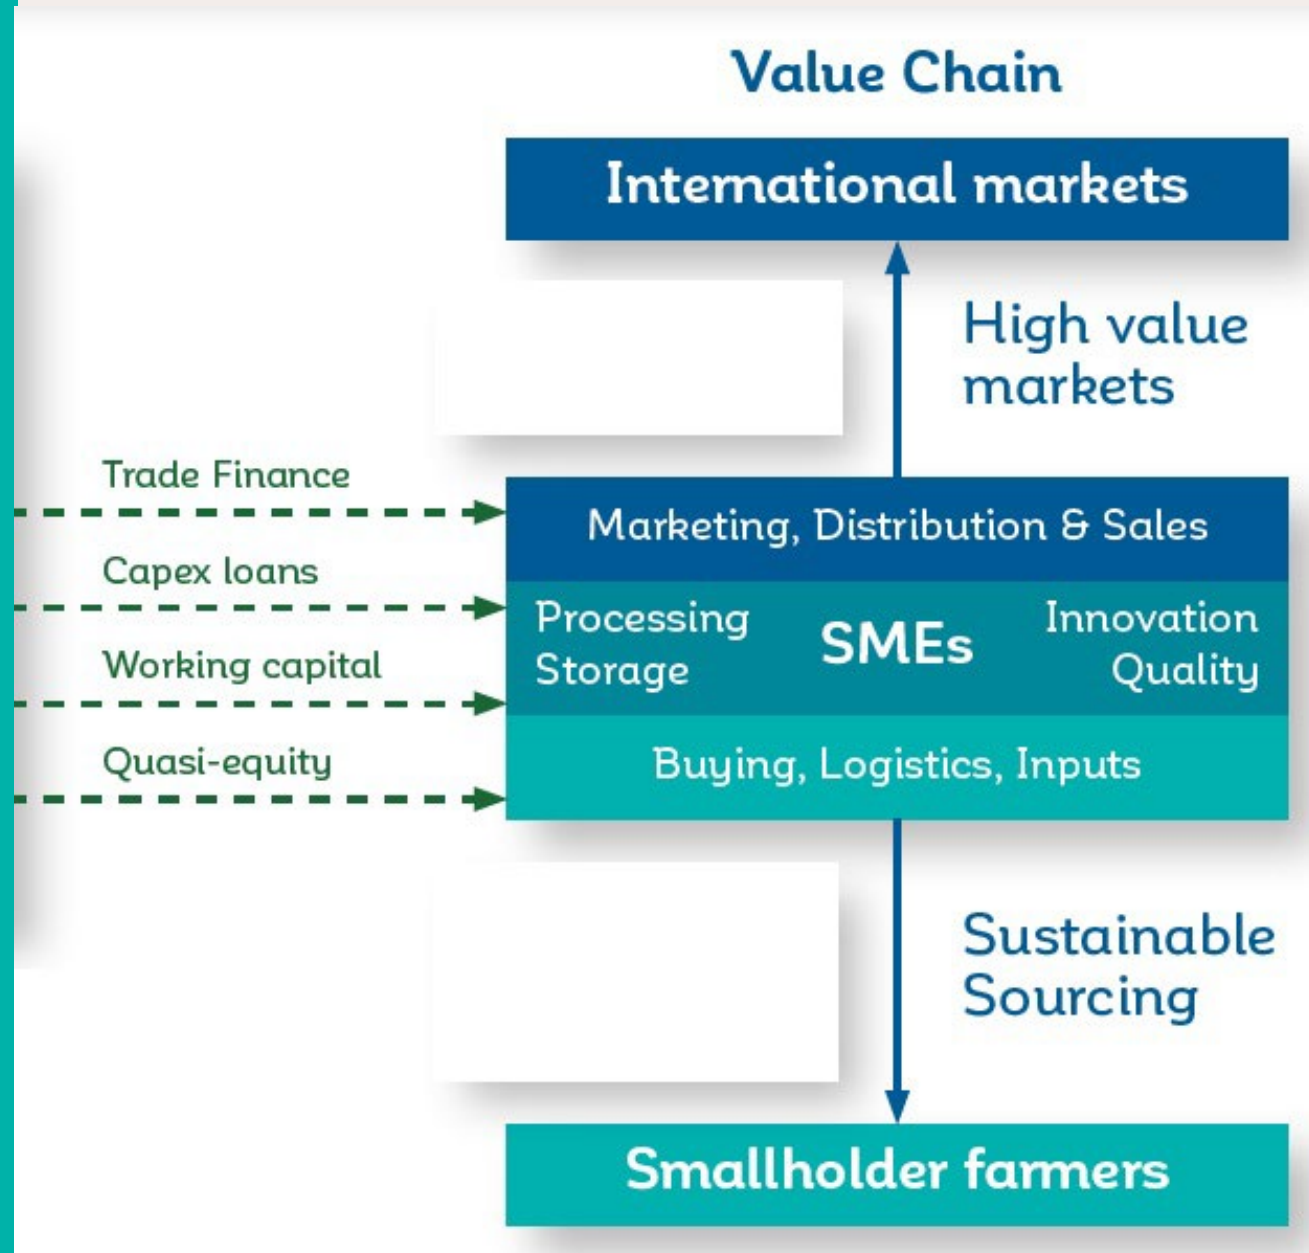 Value Chain
International markets
High value
markets
Trade Finance
Capex loans
Working capital
Quasi-equity
Marketing, Distribution & Sales
Processing
Storage
SMEs
Innovation
Quality
Buying, Logistics, Inputs
Sustainable
Sourcing
Smallholder farmers